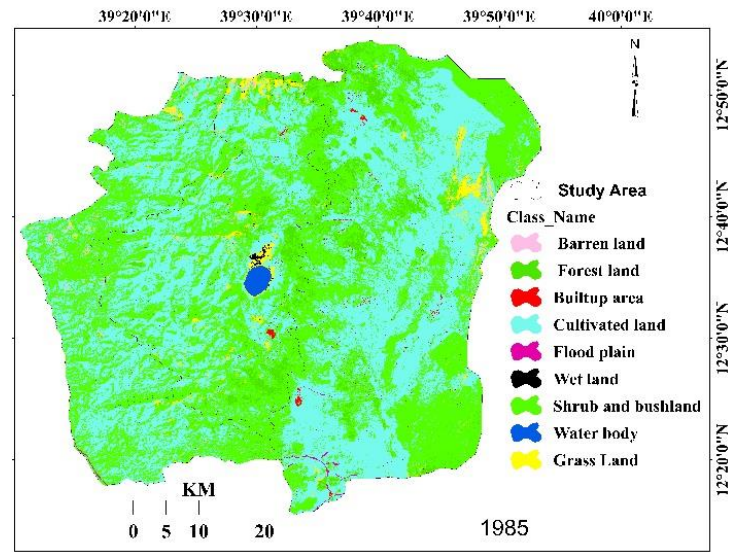 39°20'0"E 39°30'0"E 39°40'0"E 39°50'0"E 40°0'0"E
N
12°50'0"N
12°40'0"N
12°30'0"N
12°20'0"N
Study Area
Class_Name
Barren land
Forest land
Builtup area
Cultivated land
Flood plain
Wet land
Shrub and bushland
Water body
Grass Land
KM
0 5 10 20
1985